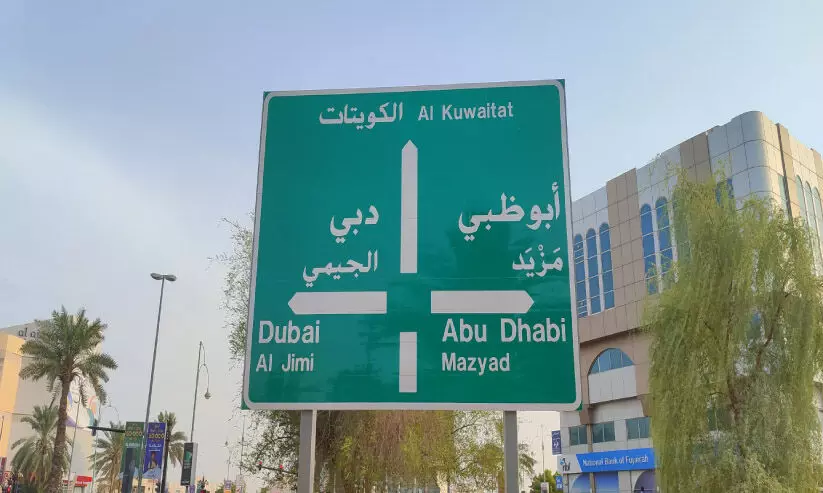 الكويتات Al Kuwaitat
دبي
الجيمي
أبوظبي
مَزْيَد
Dubai
Al Jimi
Abu Dhabi
Mazyad
National Bank of Fujairah